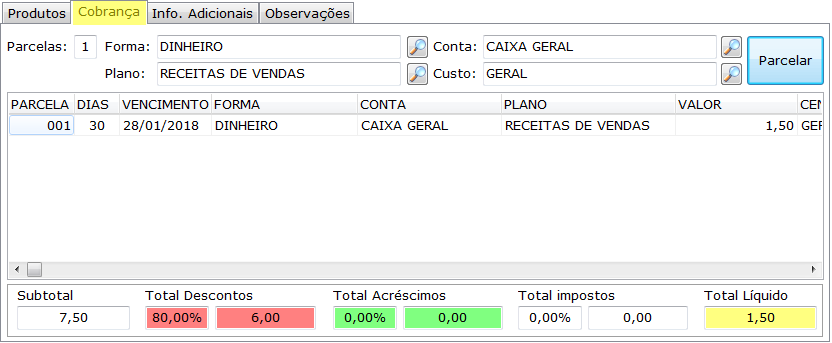 Produtos Cobrança Info. Adicionais Observações
Parcelas: 1 Forma: DINHEIRO Conta: CAIXA GERAL Parcelar
Plano: RECEITAS DE VENDAS Custo: GERAL
PARCELA DIAS VENCIMENTO FORMA CONTA PLANO VALOR CEN
001 30 28/01/2018 DINHEIRO CAIXA GERAL RECEITAS DE VENDAS 1,50 GER
Subtotal Total Descontos Total Acréscimos Total impostos Total Líquido
7,50 80,00% 6,00 0,00% 0,00 0,00% 0,00 1,50